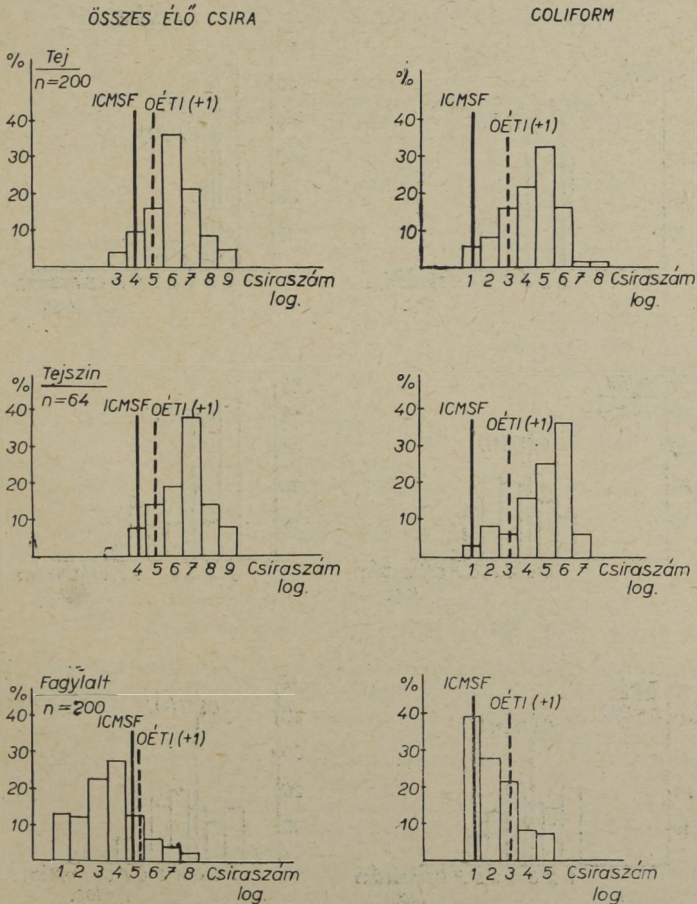 ÖSSZES ÉLŐ CSIRA
COLIFORM
% Tej
n=200
ICMSF OÉTI (+1)
40
30
20
10
3 4 5 6 7 8 9 Csiraszám
log.
%
ICMSF
OÉTI (+1)
40
30
20
10
1 2 3 4 5 6 7 8 Csiraszám
log.
% Tejszin
n=64
ICMSF OÉTI (+1)
40
30
20
10
4 5 6 7 8 9 Csiraszám
log.
%
ICMSF
OÉTI (+1)
40
30
20
10
1 2 3 4 5 6 7 Csiraszám
log.
% Fagylalt
n=200
ICMSF
OÉTI (+1)
40
30
20
10
1 2 3 4 5 6 7 8 Csiraszám
log.
%
ICMSF
OÉTI (+1)
40
30
20
10
1 2 3 4 5 Csiraszám
log.